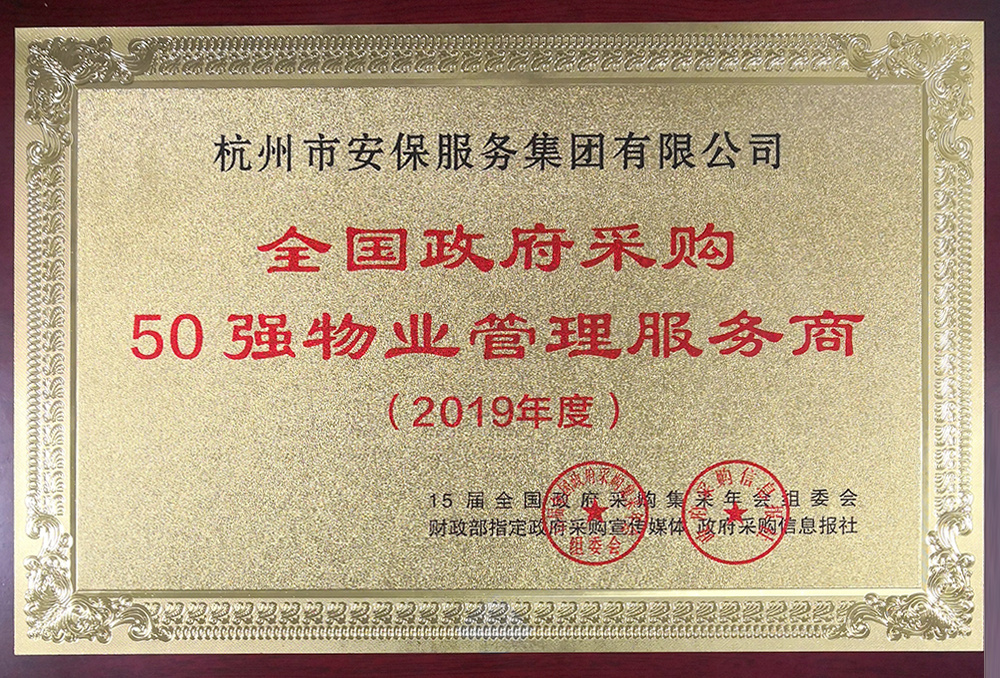 杭州市安保服务集团有限公司
全国政府采购
50强物业管理服务商
（2019年度）
15届全国政府采购集采年会组委会
财政部指定政府采购宣传媒体 政府采购信息报社
组委会